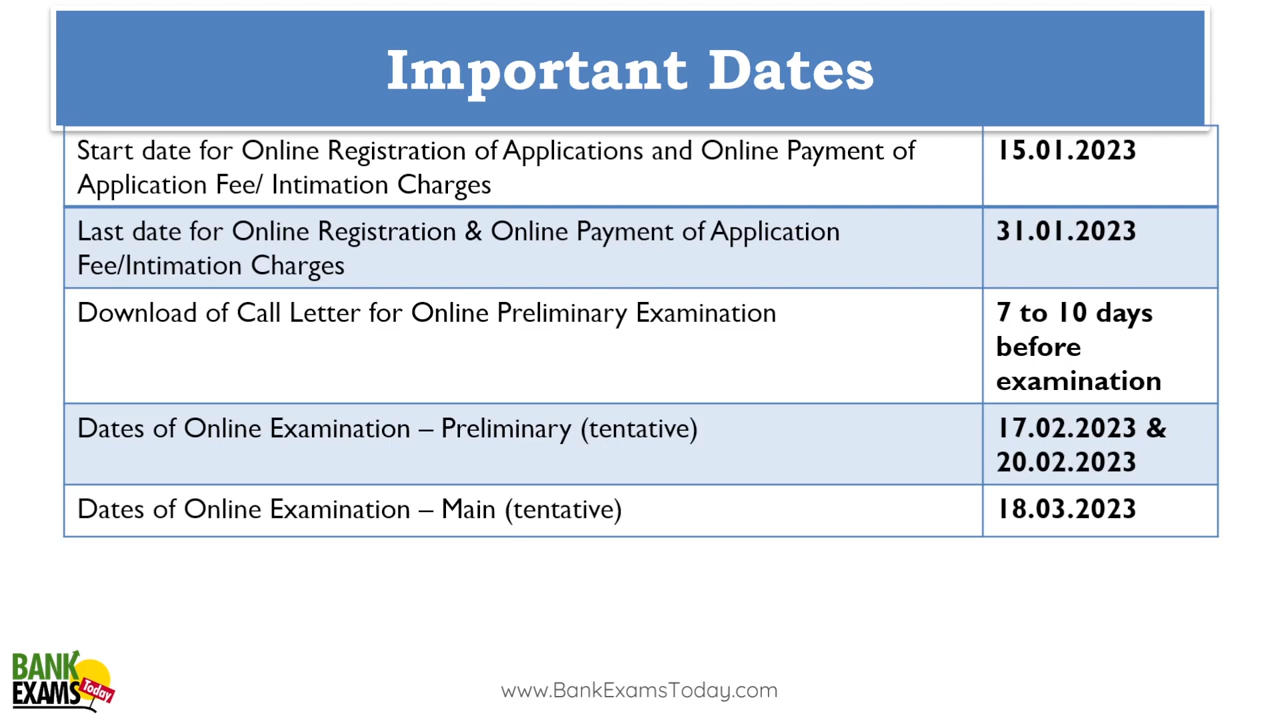 Important Dates
Start date for Online Registration of Applications and Online Payment of
Application Fee/ Intimation Charges
15.01.2023
Last date for Online Registration & Online Payment of Application
Fee/Intimation Charges
31.01.2023
Download of Call Letter for Online Preliminary Examination
7 to 10 days
before
examination
Dates of Online Examination – Preliminary (tentative)
17.02.2023 &
20.02.2023
Dates of Online Examination – Main (tentative)
18.03.2023
BANK
EXAMS
Today
www.BankExamsToday.com